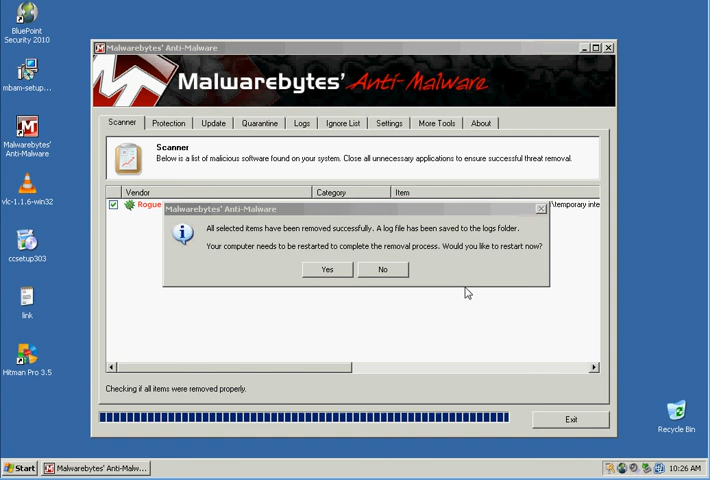 BluePoint
Security 2010
mbam-setup...
Malwarebytes'
Anti-Malware
vlc-1.1.6-win32
ccsetup303
link
Hitman Pro 3.5
Malwarebytes' Anti-Malware
Malwarebytes' Anti-Malware
Scanner
Protection
Update
Quarantine
Logs
Ignore List
Settings
More Tools
About
Scanner
Below is a list of malicious software found on your system. Close all unnecessary applications to ensure successful threat removal.
Vendor
Category
Item
Rogue
\temporary inte
Malwarebytes' Anti-Malware
All selected items have been removed successfully. A log file has been saved to the logs folder.
Your computer needs to be restarted to complete the removal process. Would you like to restart now?
Yes
No
Checking if all items were removed properly.
Exit
Recycle Bin
Start
Malwarebytes' Anti-Malw...
10:26 AM